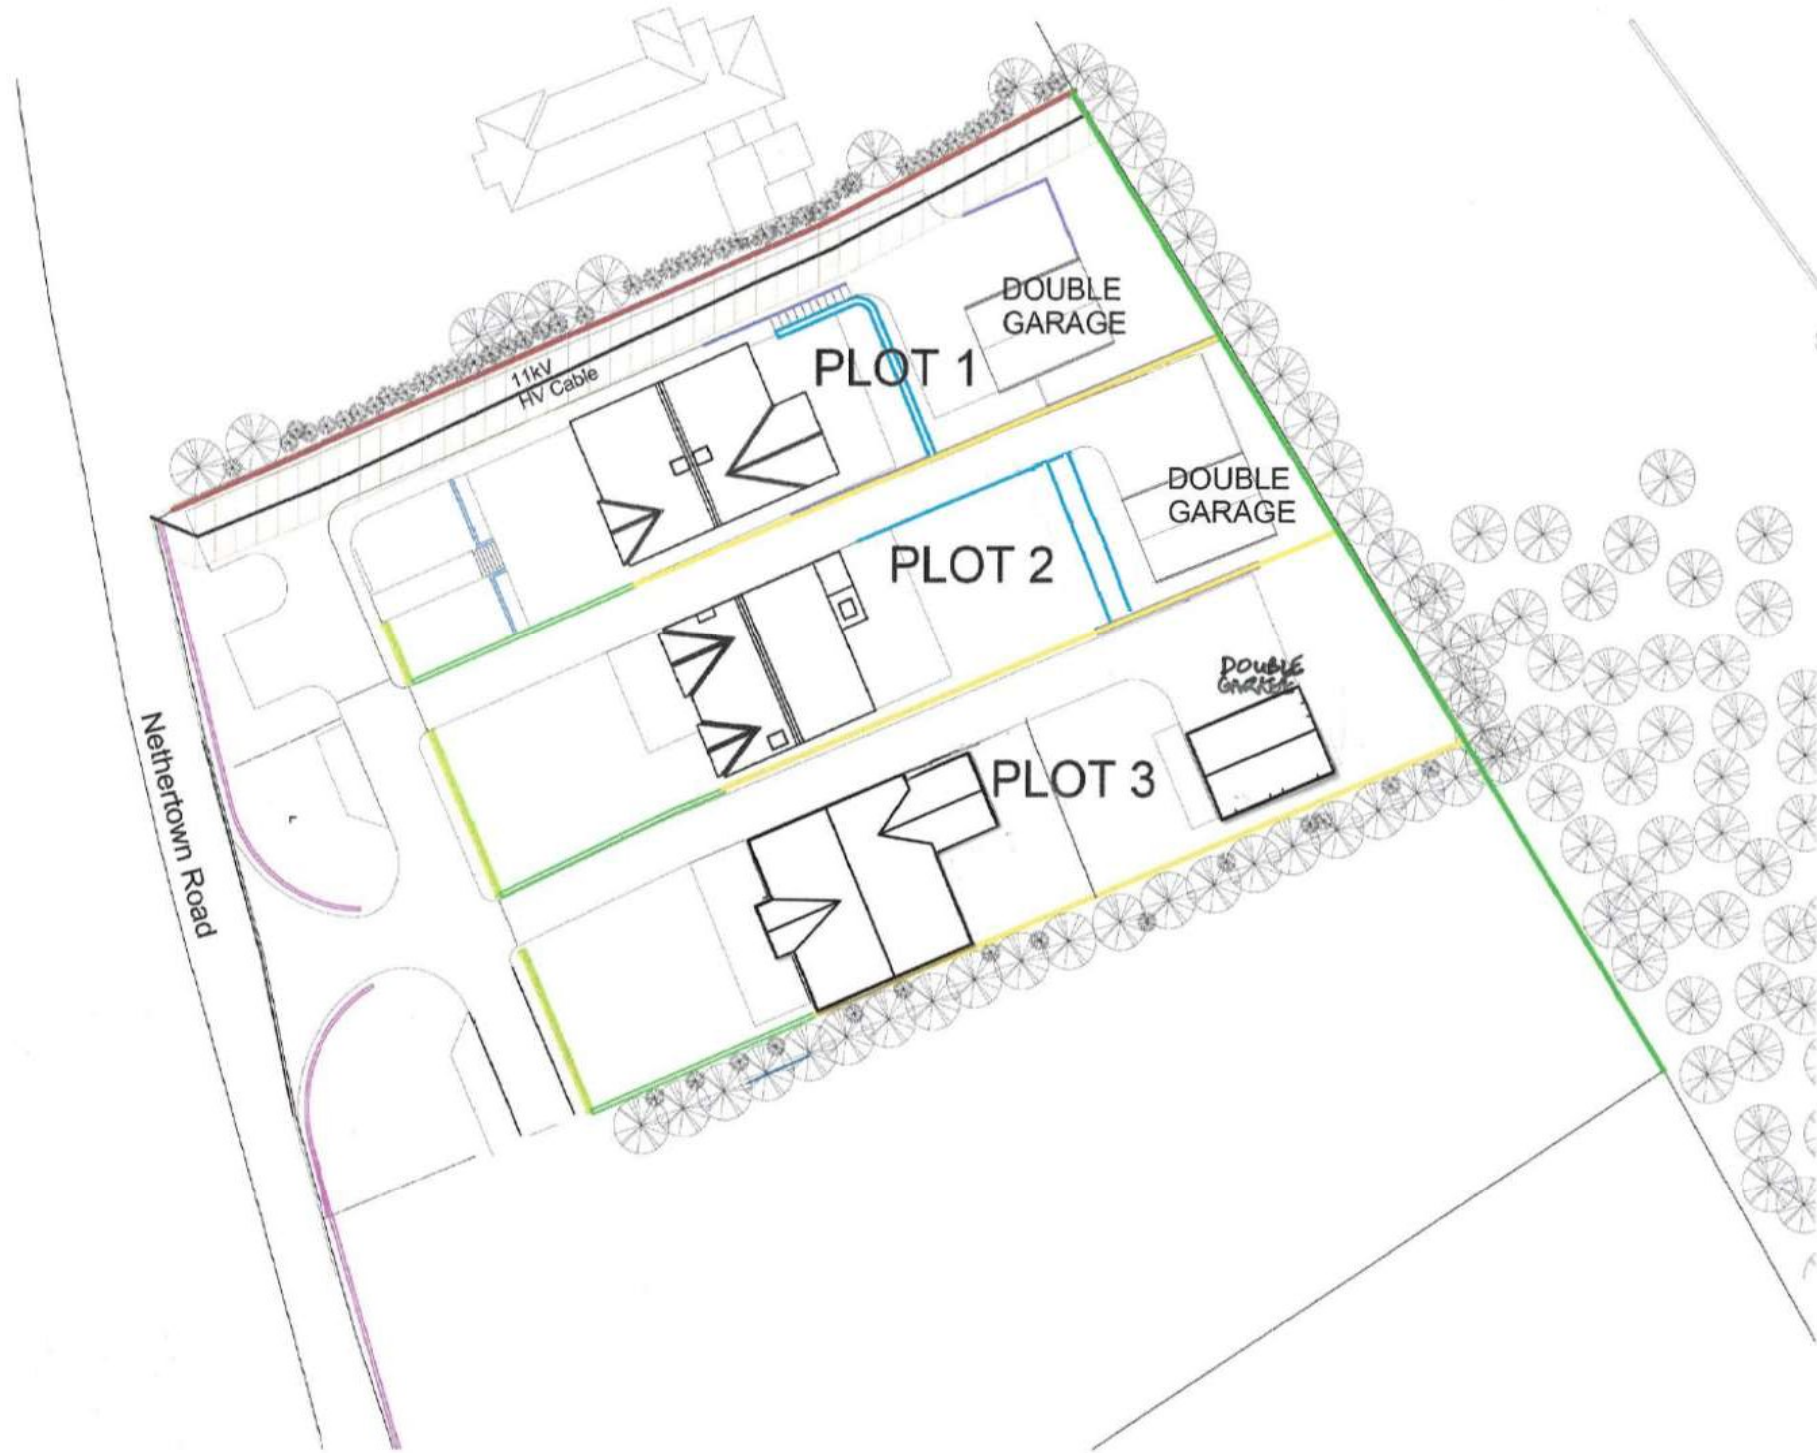 DOUBLE
GARAGE
11kV
HV Cable
PLOT 1
DOUBLE
GARAGE
PLOT 2
DOUBLE
GARAGE
PLOT 3
Nethertown Road